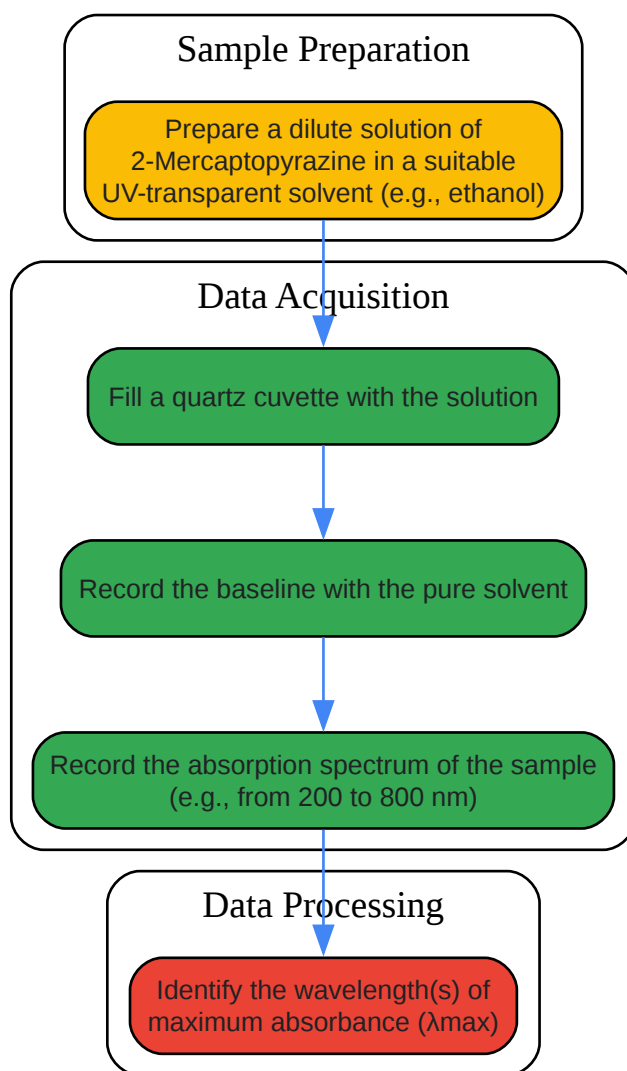 Sample Preparation
Prepare a dilute solution of
2-Mercaptopyrazine in a suitable
UV-transparent solvent (e.g., ethanol)
Data Acquisition
Fill a quartz cuvette with the solution
Record the baseline with the pure solvent
Record the absorption spectrum of the sample
(e.g., from 200 to 800 nm)
Data Processing
Identify the wavelength(s) of
maximum absorbance (λmax)